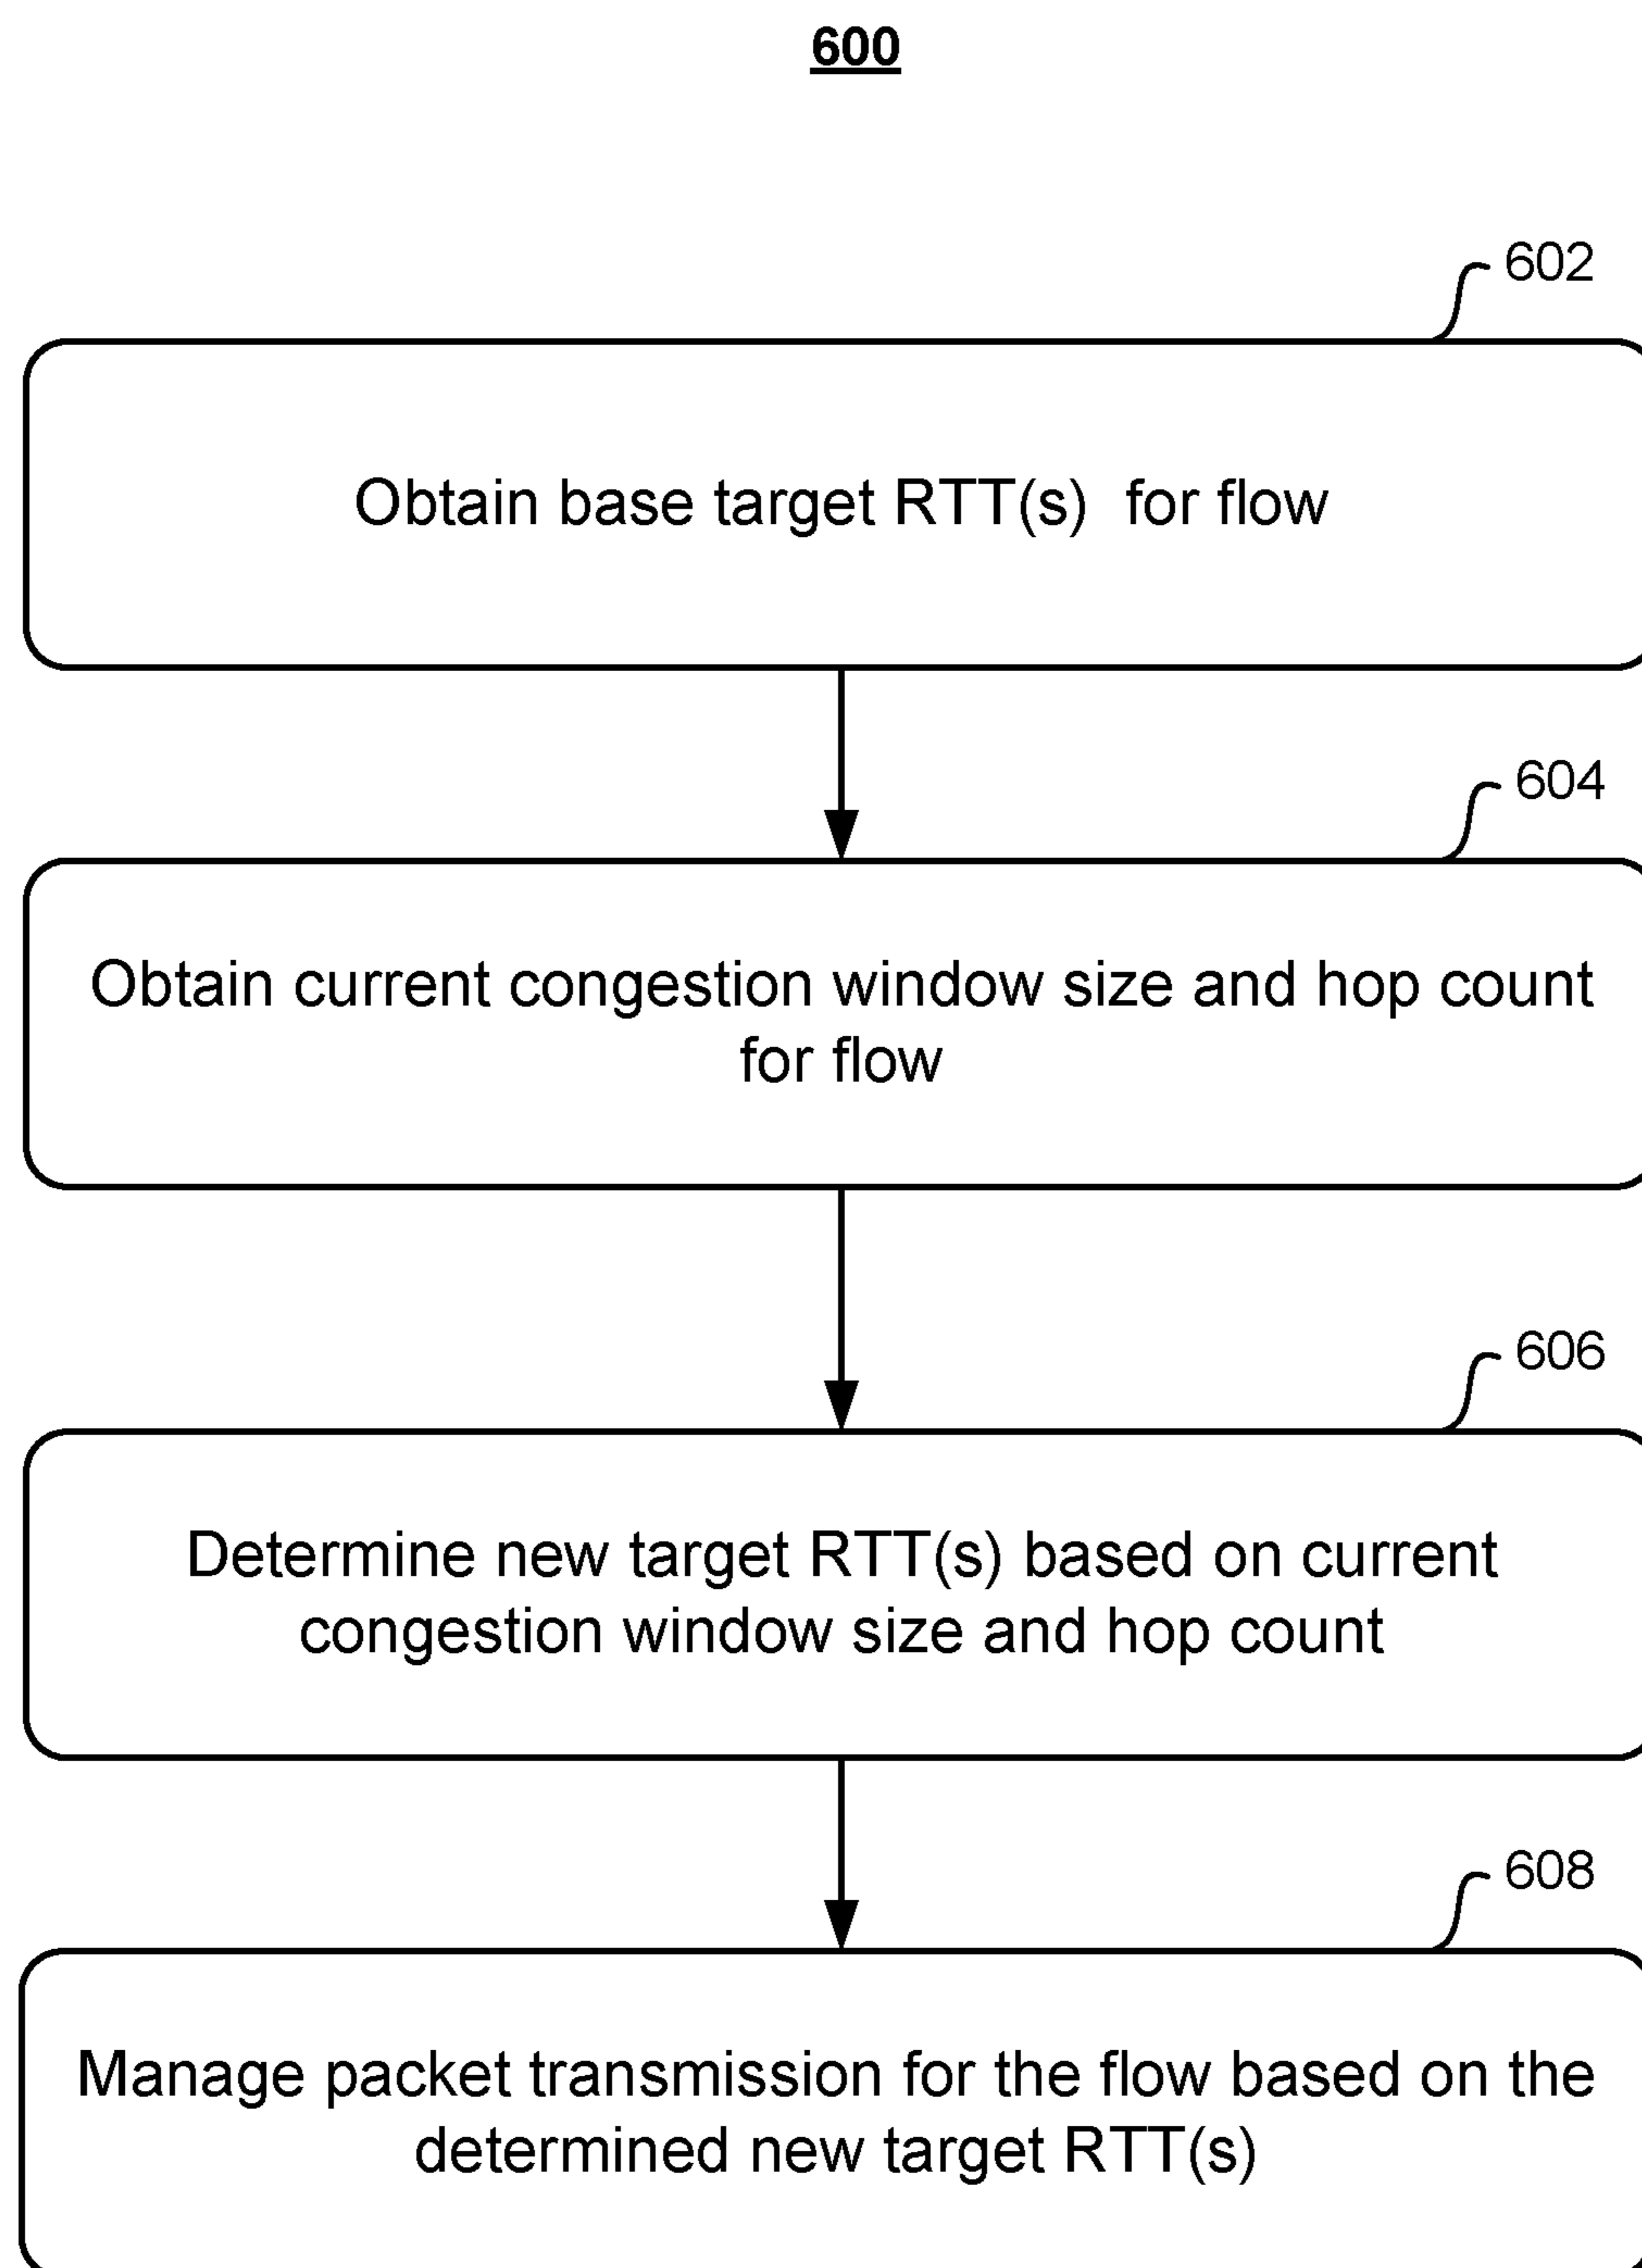 600
602
Obtain base target RTT(s) for flow
604
Obtain current congestion window size and hop count
for flow
606
Determine new target RTT(s) based on current
congestion window size and hop count
608
Manage packet transmission for the flow based on the
determined new target RTT(s)